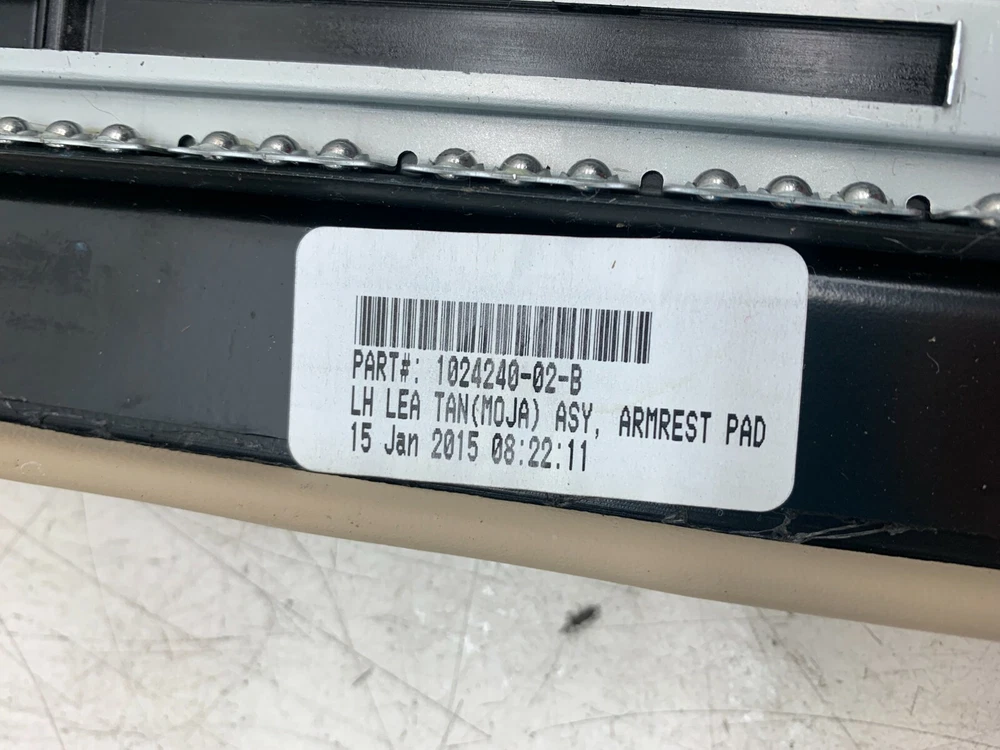 PART#: 1024240-02-B
LH LEA TAN(MOJA) ASY, ARMREST PAD
15 Jan 2015 08:22:11